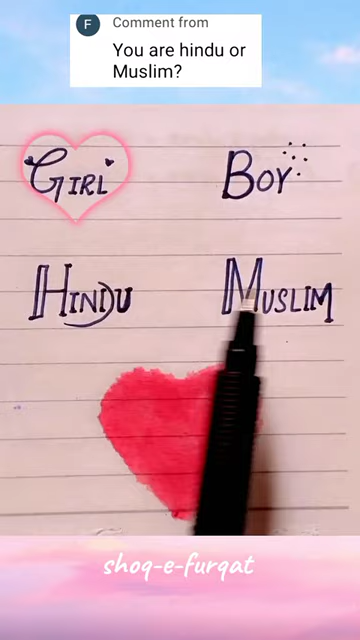 F Comment from
You are hindu or
Muslim?
GIRL BOY
HINDU MUSLIM
shoq-e-furqat